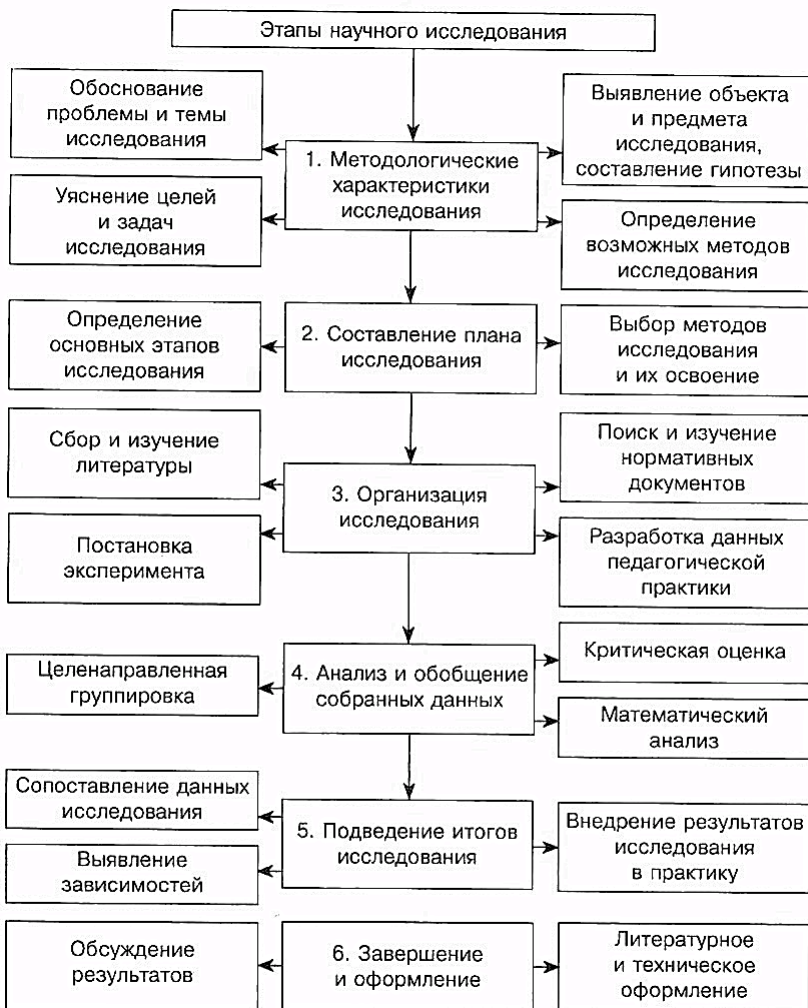 Этапы научного исследования
Обоснование
проблемы и темы
исследования
Выявление объекта
и предмета
исследования,
составление гипотезы
1. Методологические
характеристики
исследования
Уяснение целей
и задач
исследования
Определение
возможных методов
исследования
Определение
основных этапов
исследования
2. Составление плана
исследования
Выбор методов
исследования
и их освоение
Сбор и изучение
литературы
Поиск и изучение
нормативных
документов
3. Организация
исследования
Постановка
эксперимента
Разработка данных
педагогической
практики
Целенаправленная
группировка
4. Анализ и обобщение
собранных данных
Критическая оценка
Математический
анализ
Сопоставление данных
исследования
5. Подведение итогов
исследования
Внедрение результатов
исследования
в практику
Выявление
зависимостей
Обсуждение
результатов
6. Завершение
и оформление
Литературное
и техническое
оформление